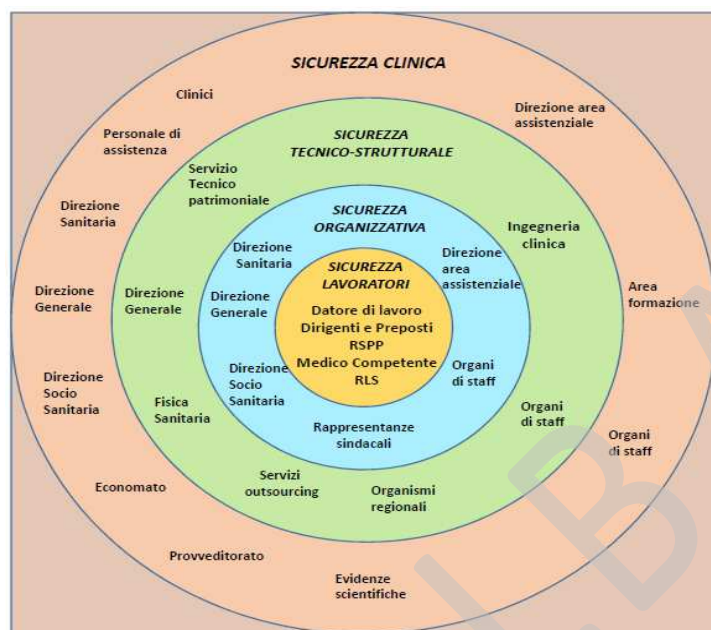 SICUREZZA CLINICA
Clinici
Direzione area
assistenziale
Personale di
assistenza
Direzione
Sanitaria
Direzione
Generale
Direzione
Socio
Sanitaria
Economato
Provveditorato
Evidenze
scientifiche
Organi
di staff
Area
formazione
SICUREZZA
TECNICO-STRUTTURALE
Servizio
Tecnico
patrimoniale
Ingegneria
clinica
Direzione
Generale
Fisica
Sanitaria
Servizi
outsourcing
Organismi
regionali
Organi
di staff
SICUREZZA
ORGANIZZATIVA
Direzione
Sanitaria
Direzione
area
assistenziale
Direzione
Generale
Direzione
Socio
Sanitaria
Organi
di staff
Rappresentanze
sindacali
SICUREZZA
LAVORATORI
Datore di lavoro
Dirigenti e Preposti
RSPP
Medico Competente
RLS